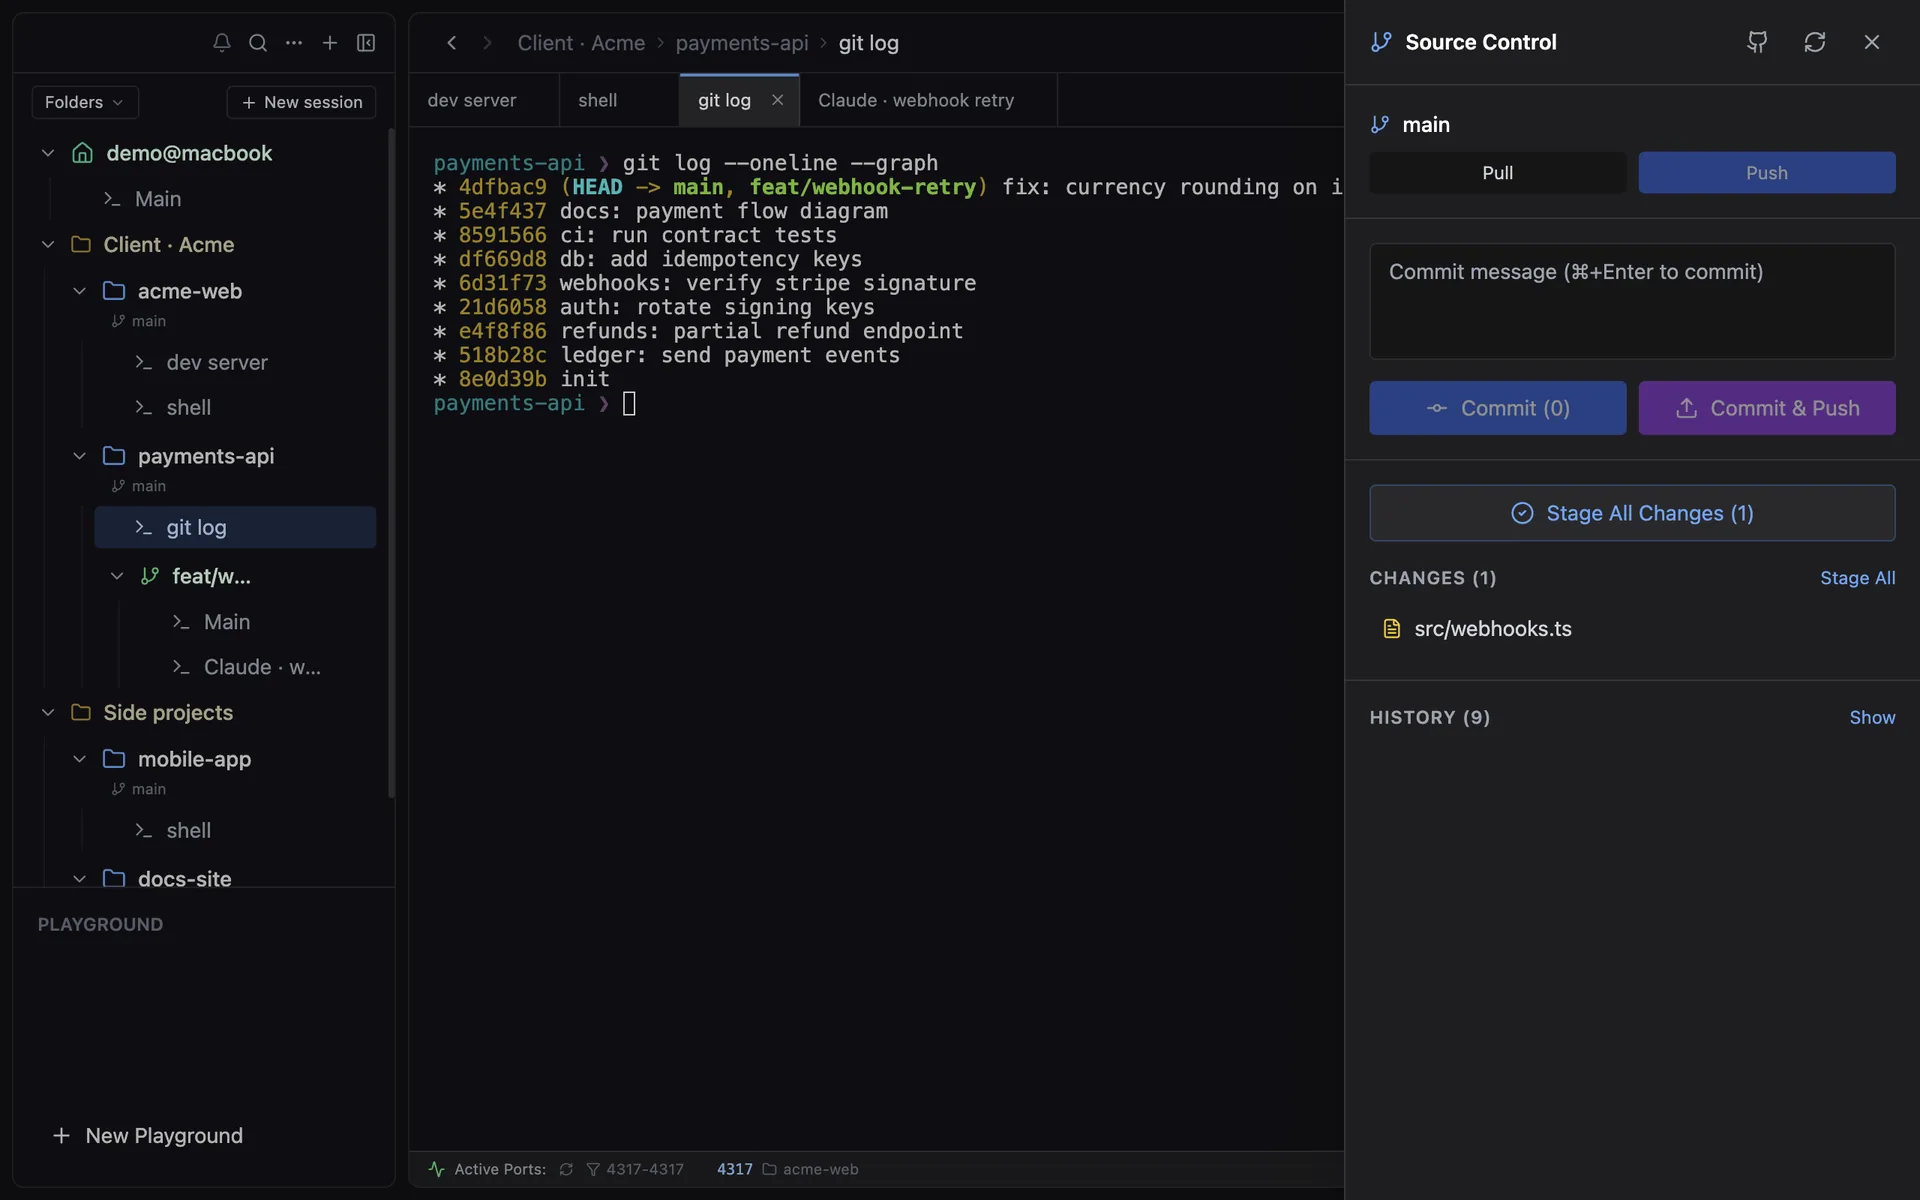 Folders
New session
demo@macbook
Main
Client · Acme
acme-web
main
dev server
shell
payments-api
main
git log
feat/w...
Main
Claude · w...
Side projects
mobile-app
main
shell
docs-site
PLAYGROUND
New Playground
Client · Acme > payments-api > git log
dev server
shell
git log
Claude · webhook retry
payments-api ❯ git log --oneline --graph
* 4dfbac9 (HEAD -> main, feat/webhook-retry) fix: currency rounding on i
* 5e4f437 docs: payment flow diagram
* 8591566 ci: run contract tests
* df669d8 db: add idempotency keys
* 6d31f73 webhooks: verify stripe signature
* 21d6058 auth: rotate signing keys
* e4f8f86 refunds: partial refund endpoint
* 518b28c ledger: send payment events
* 8e0d39b init
payments-api ❯
Active Ports: 4317-4317 4317 acme-web
Source Control
main
Pull
Push
Commit message (⌘+Enter to commit)
Commit (0)
Commit & Push
Stage All Changes (1)
CHANGES (1)
Stage All
src/webhooks.ts
HISTORY (9)
Show